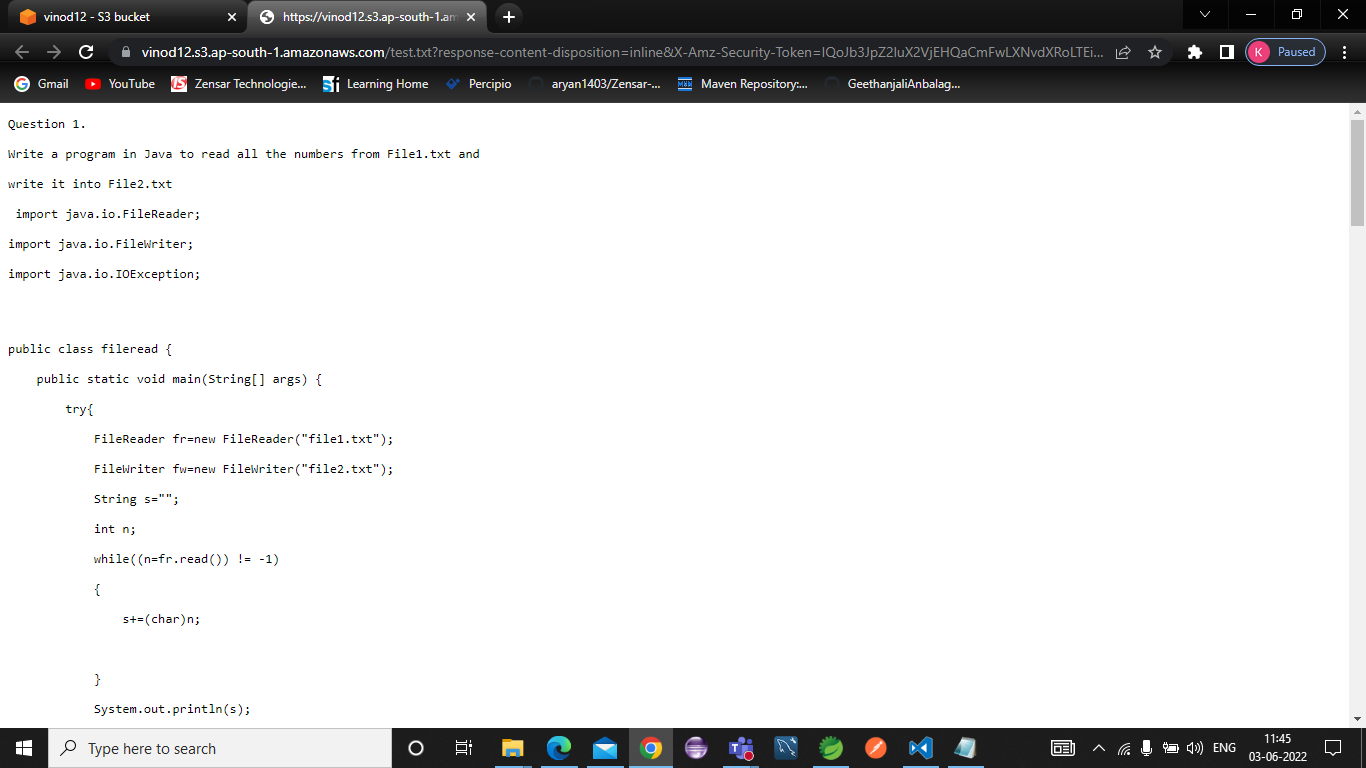 vinod12 - S3 bucket
https://vinod12.s3.ap-south-1.am
vinod12.s3.ap-south-1.amazonaws.com/test.txt?response-content-disposition=inline&X-Amz-Security-Token=IQoJb3JpZ2luX2VjEHQaCmFwLXNvdXRoLTEi...
K Paused
Gmail YouTube Zensar Technologie... Learning Home Percipio aryan1403/Zensar-... Maven Repository:... GeethanjaliAnbalag...
Question 1.
Write a program in Java to read all the numbers from File1.txt and
write it into File2.txt
import java.io.FileReader;
import java.io.FileWriter;
import java.io.IOException;
public class fileread {
public static void main(String[] args) {
try{
FileReader fr=new FileReader("file1.txt");
FileWriter fw=new FileWriter("file2.txt");
String s="";
int n;
while((n=fr.read()) != -1)
{
s+=(char)n;
}
System.out.println(s);
Type here to search
ENG
11:45
03-06-2022